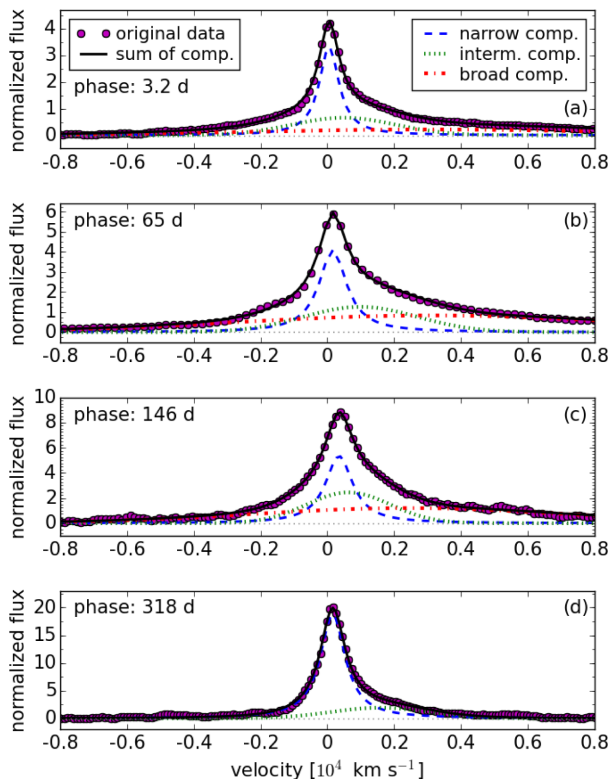 original data
sum of comp.
narrow comp.
interm. comp.
broad comp.
phase: 3.2 d
(a)
normalized flux
4
3
2
1
0
-0.8 -0.6 -0.4 -0.2 0 0.2 0.4 0.6 0.8
phase: 65 d
(b)
normalized flux
6
5
4
3
2
1
0
-0.8 -0.6 -0.4 -0.2 0 0.2 0.4 0.6 0.8
phase: 146 d
(c)
normalized flux
10
8
6
4
2
0
-0.8 -0.6 -0.4 -0.2 0 0.2 0.4 0.6 0.8
phase: 318 d
(d)
normalized flux
20
15
10
5
0
-0.8 -0.6 -0.4 -0.2 0 0.2 0.4 0.6 0.8
velocity [10⁴ km s⁻¹]